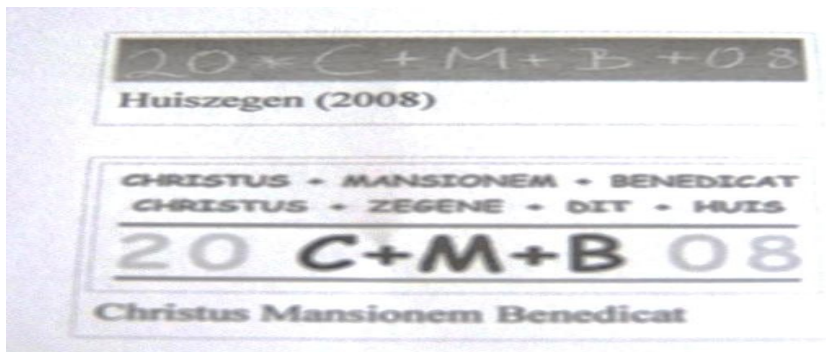 20*C+M+B+08
Huiszegen (2008)
CHRISTUS + MANSIONEM + BENEDICAT
CHRISTUS + ZEGENE + DIT + HUIS
20 C+M+B 08
Christus Mansionem Benedicat